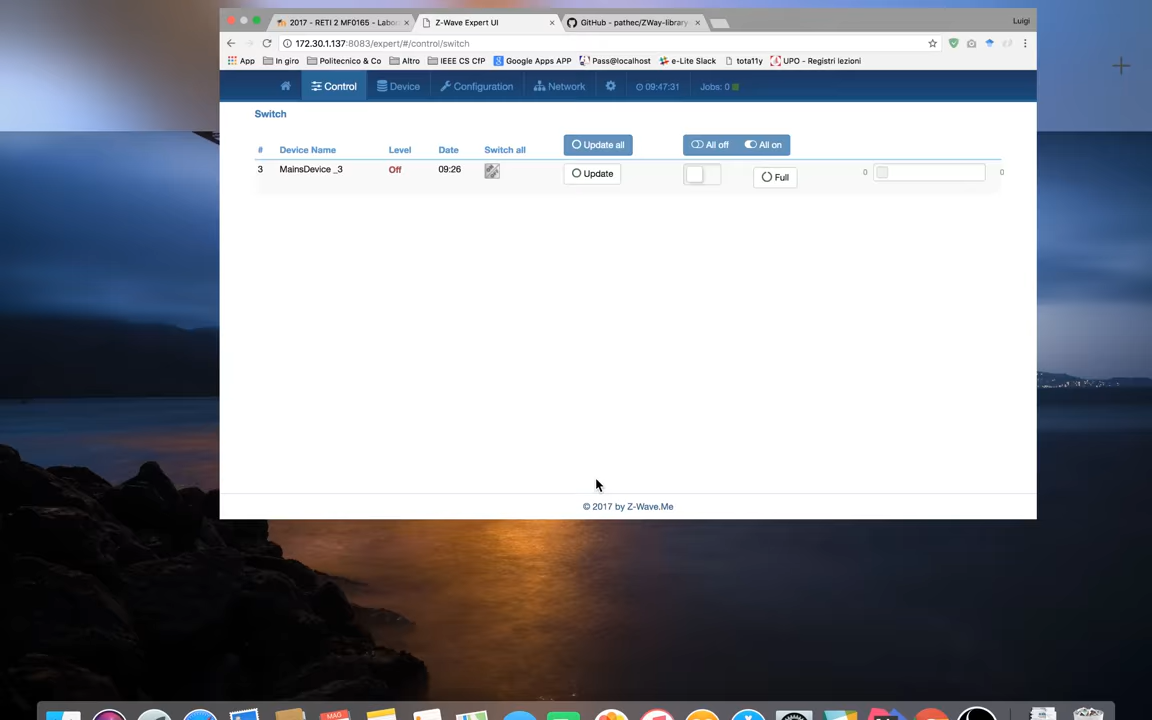 2017 - RETI 2 MF0165 - Labor
Z-Wave Expert UI
GitHub - pathec/ZWay-library
Luigi
172.30.1.137:8083/expert/#/control/switch
App In giro Politecnico & Co Altro IEEE CS CfP Google Apps APP Pass@localhost e-Lite Slack tota11y UPO - Registri lezioni
Control Device Configuration Network 09:47:31 Jobs: 0
Switch
# Device Name Level Date Switch all Update all All off All on
3 MainsDevice _3 Off 09:26 Update Full 0 0
© 2017 by Z-Wave.Me
MAG